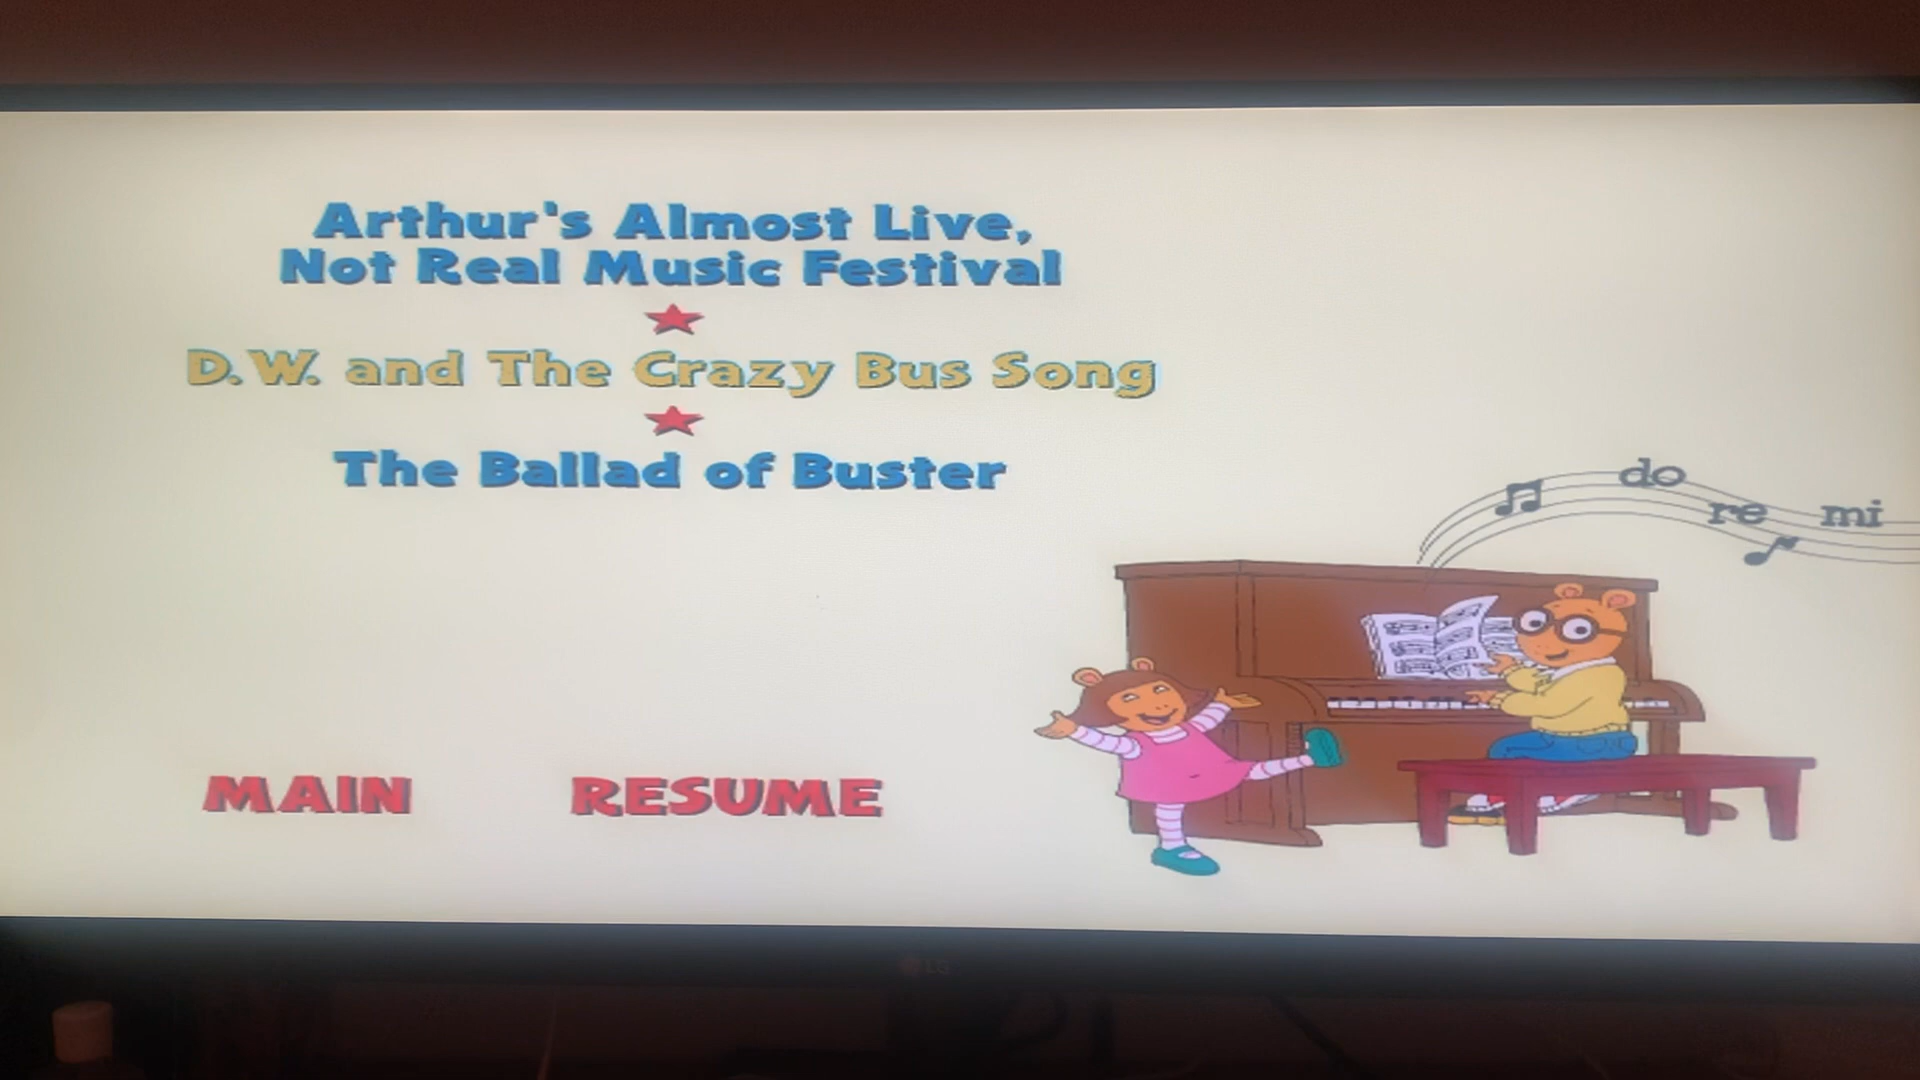 Arthur's Almost Live,
Not Real Music Festival
D.W. and The Crazy Bus Song
The Ballad of Buster
do
re
mi
MAIN
RESUME
LG